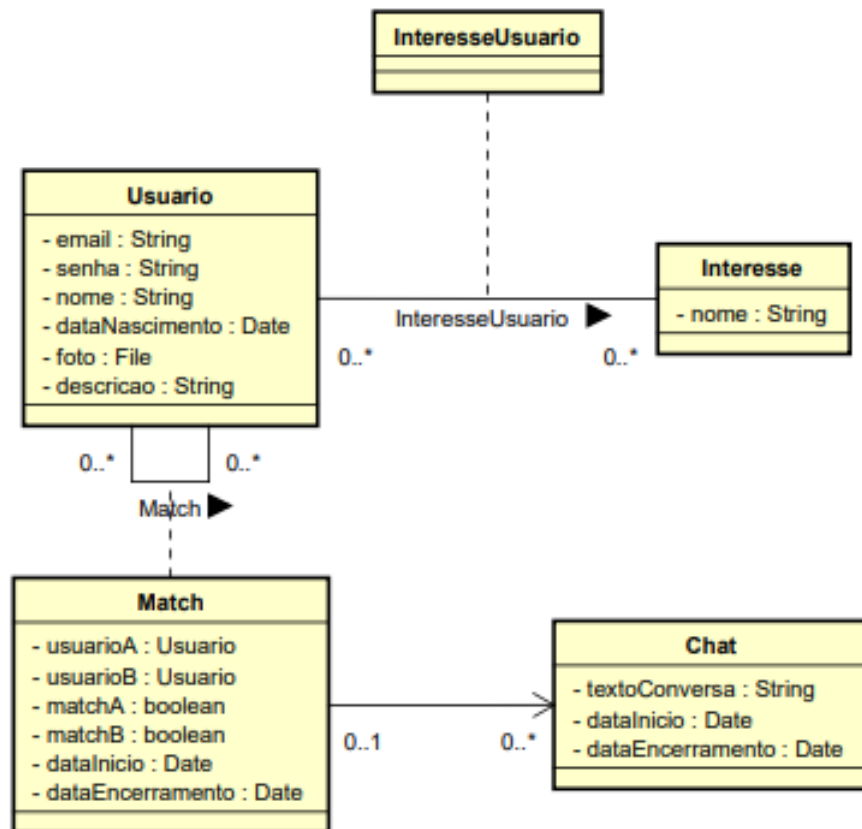 InteresseUsuario
Usuario
- email : String
- senha : String
- nome : String
- dataNascimento : Date
- foto : File
- descricao : String
InteresseUsuario
0..*
0..*
Interesse
- nome : String
0..*
0..*
Match
Match
- usuarioA : Usuario
- usuarioB : Usuario
- matchA : boolean
- matchB : boolean
- dataInicio : Date
- dataEncerramento : Date
0..1
0..*
Chat
- textoConversa : String
- dataInicio : Date
- dataEncerramento : Date